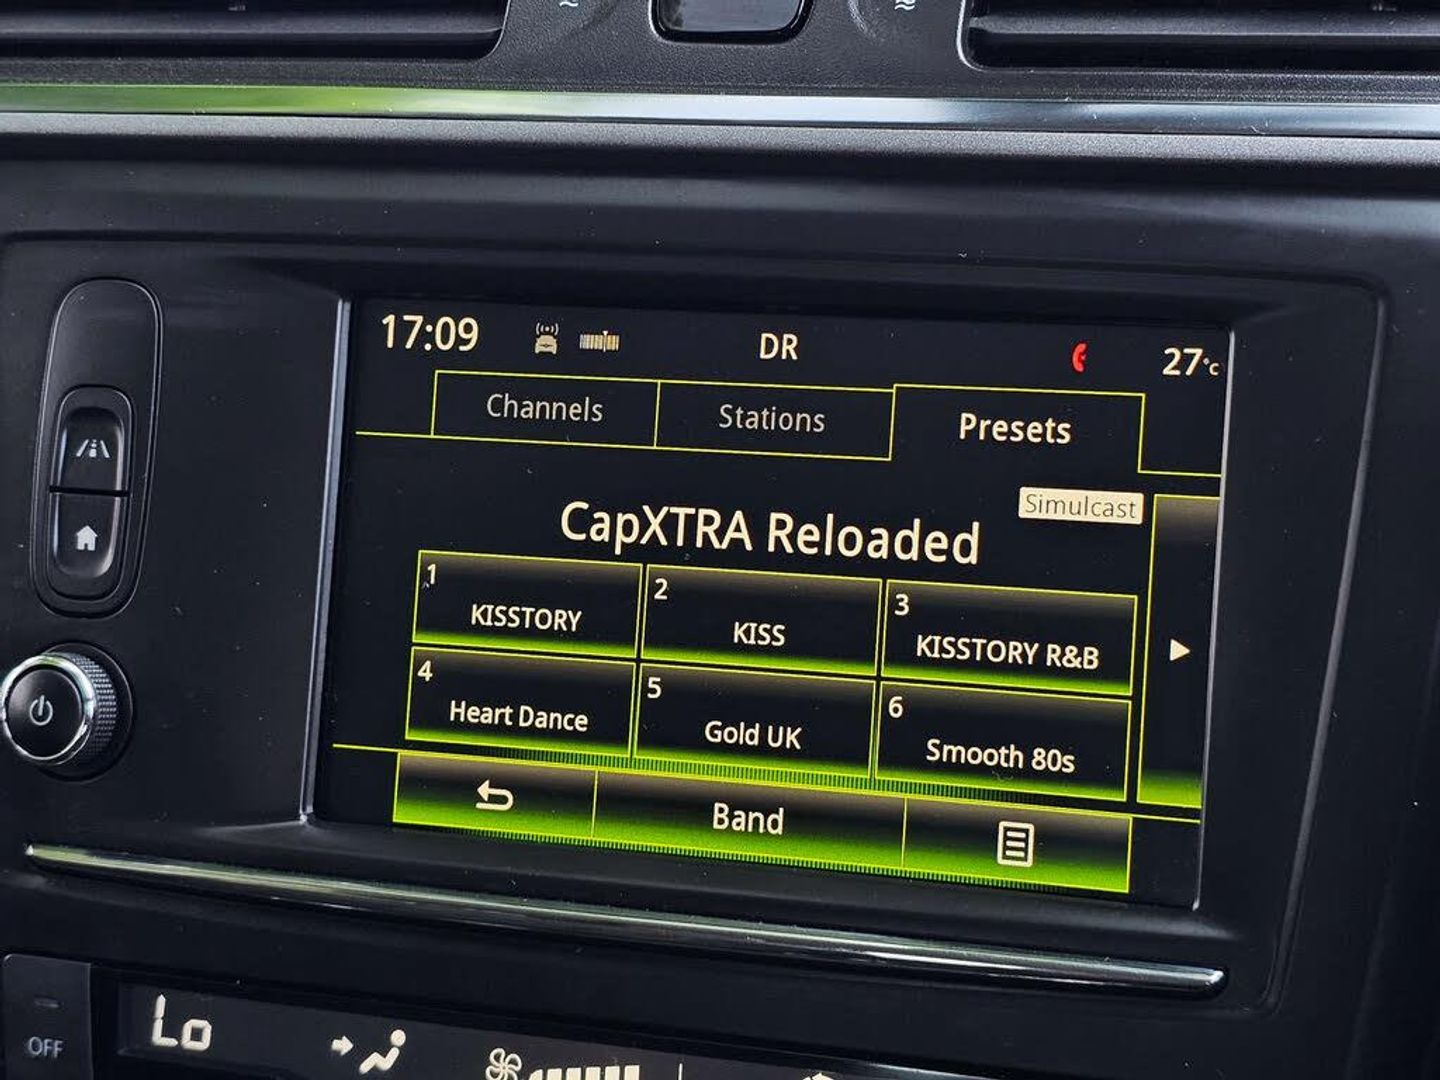 17:09 DR 27°C
Channels Stations Presets
Simulcast
CapXTRA Reloaded
1 KISSTORY
2 KISS
3 KISSTORY R&B
4 Heart Dance
5 Gold UK
6 Smooth 80s
Band
OFF Lo